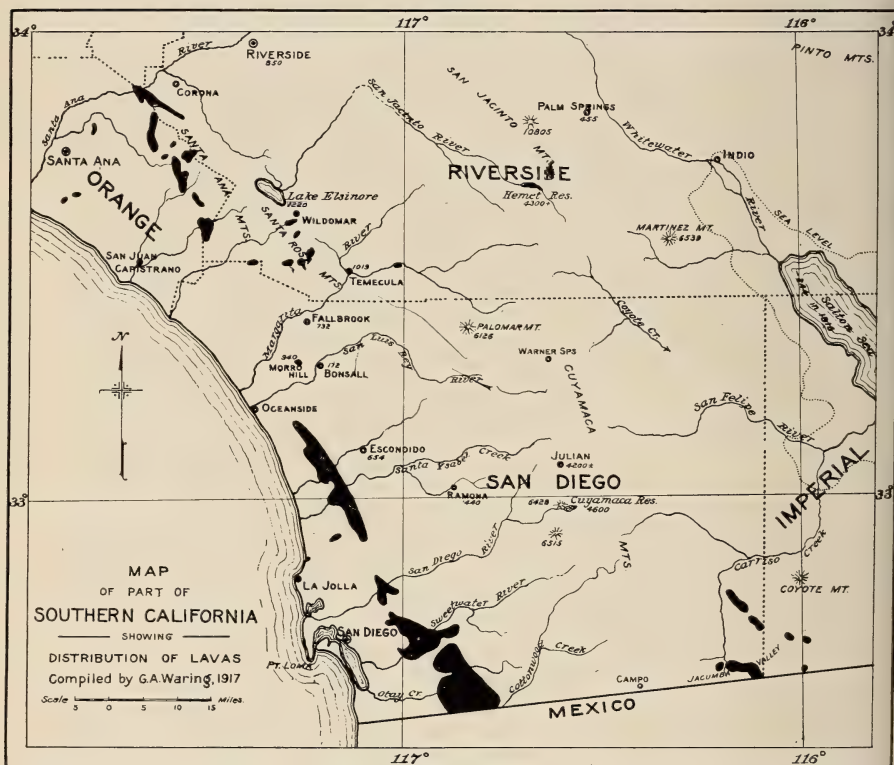 117°
116°
34°
34
PINTO MTS.
River
RIVERSIDE
850
CORONA
Santa Ana
SANTA ANA
SAN JACINTO
MTS.
PALM SPRINGS
455
San Jacinto River
Whitewater
River
INDIO
RIVERSIDE
Hemet Res.
4300±
ORANGE
SANTA ANA
MTS.
Lake Elsinore
WILDOMAR
SANTA ROSA
MTS.
River
MARTINEZ MT.
SEA LEVEL
Salton Sea
SAN JUAN
CAPISTRANO
TEMECULA
Margarita
FALLBROOK
732
PALOMAR MT.
6126
Coyote Cr.
N
940
MORRO
HILL
172
BONSALL
San Luis Rey
River
WARNER SPS
CUYAMACA
MTS
OCEANSIDE
San Felipe
River
ESCONDIDO
654
Santa Ysabel Creek
JULIAN
4200±
SAN DIEGO
IMPERIAL
33°
33°
RAMONA
Cuyamaca Res.
4600
6515
San Diego River
CARRISO
Creek
COYOTE MT.
LA JOLLA
Sweetwater River
SAN DIEGO
PT. LOMA
Otay Cr.
Cottonwood
Creek
CAMPO
JACUMBA VALLEY
MEXICO
MAP
OF PART OF
SOUTHERN CALIFORNIA
SHOWING
DISTRIBUTION OF LAVAS
Compiled by G.A. Waring, 1917
Scale 5 0 5 10 15 Miles.
117°
116°